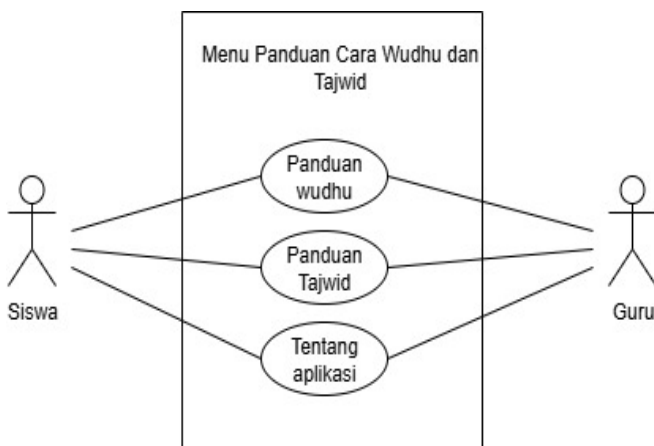 Menu Panduan Cara Wudhu dan
Tajwid
Panduan
wudhu
Panduan
Tajwid
Tentang
aplikasi
Siswa
Guru